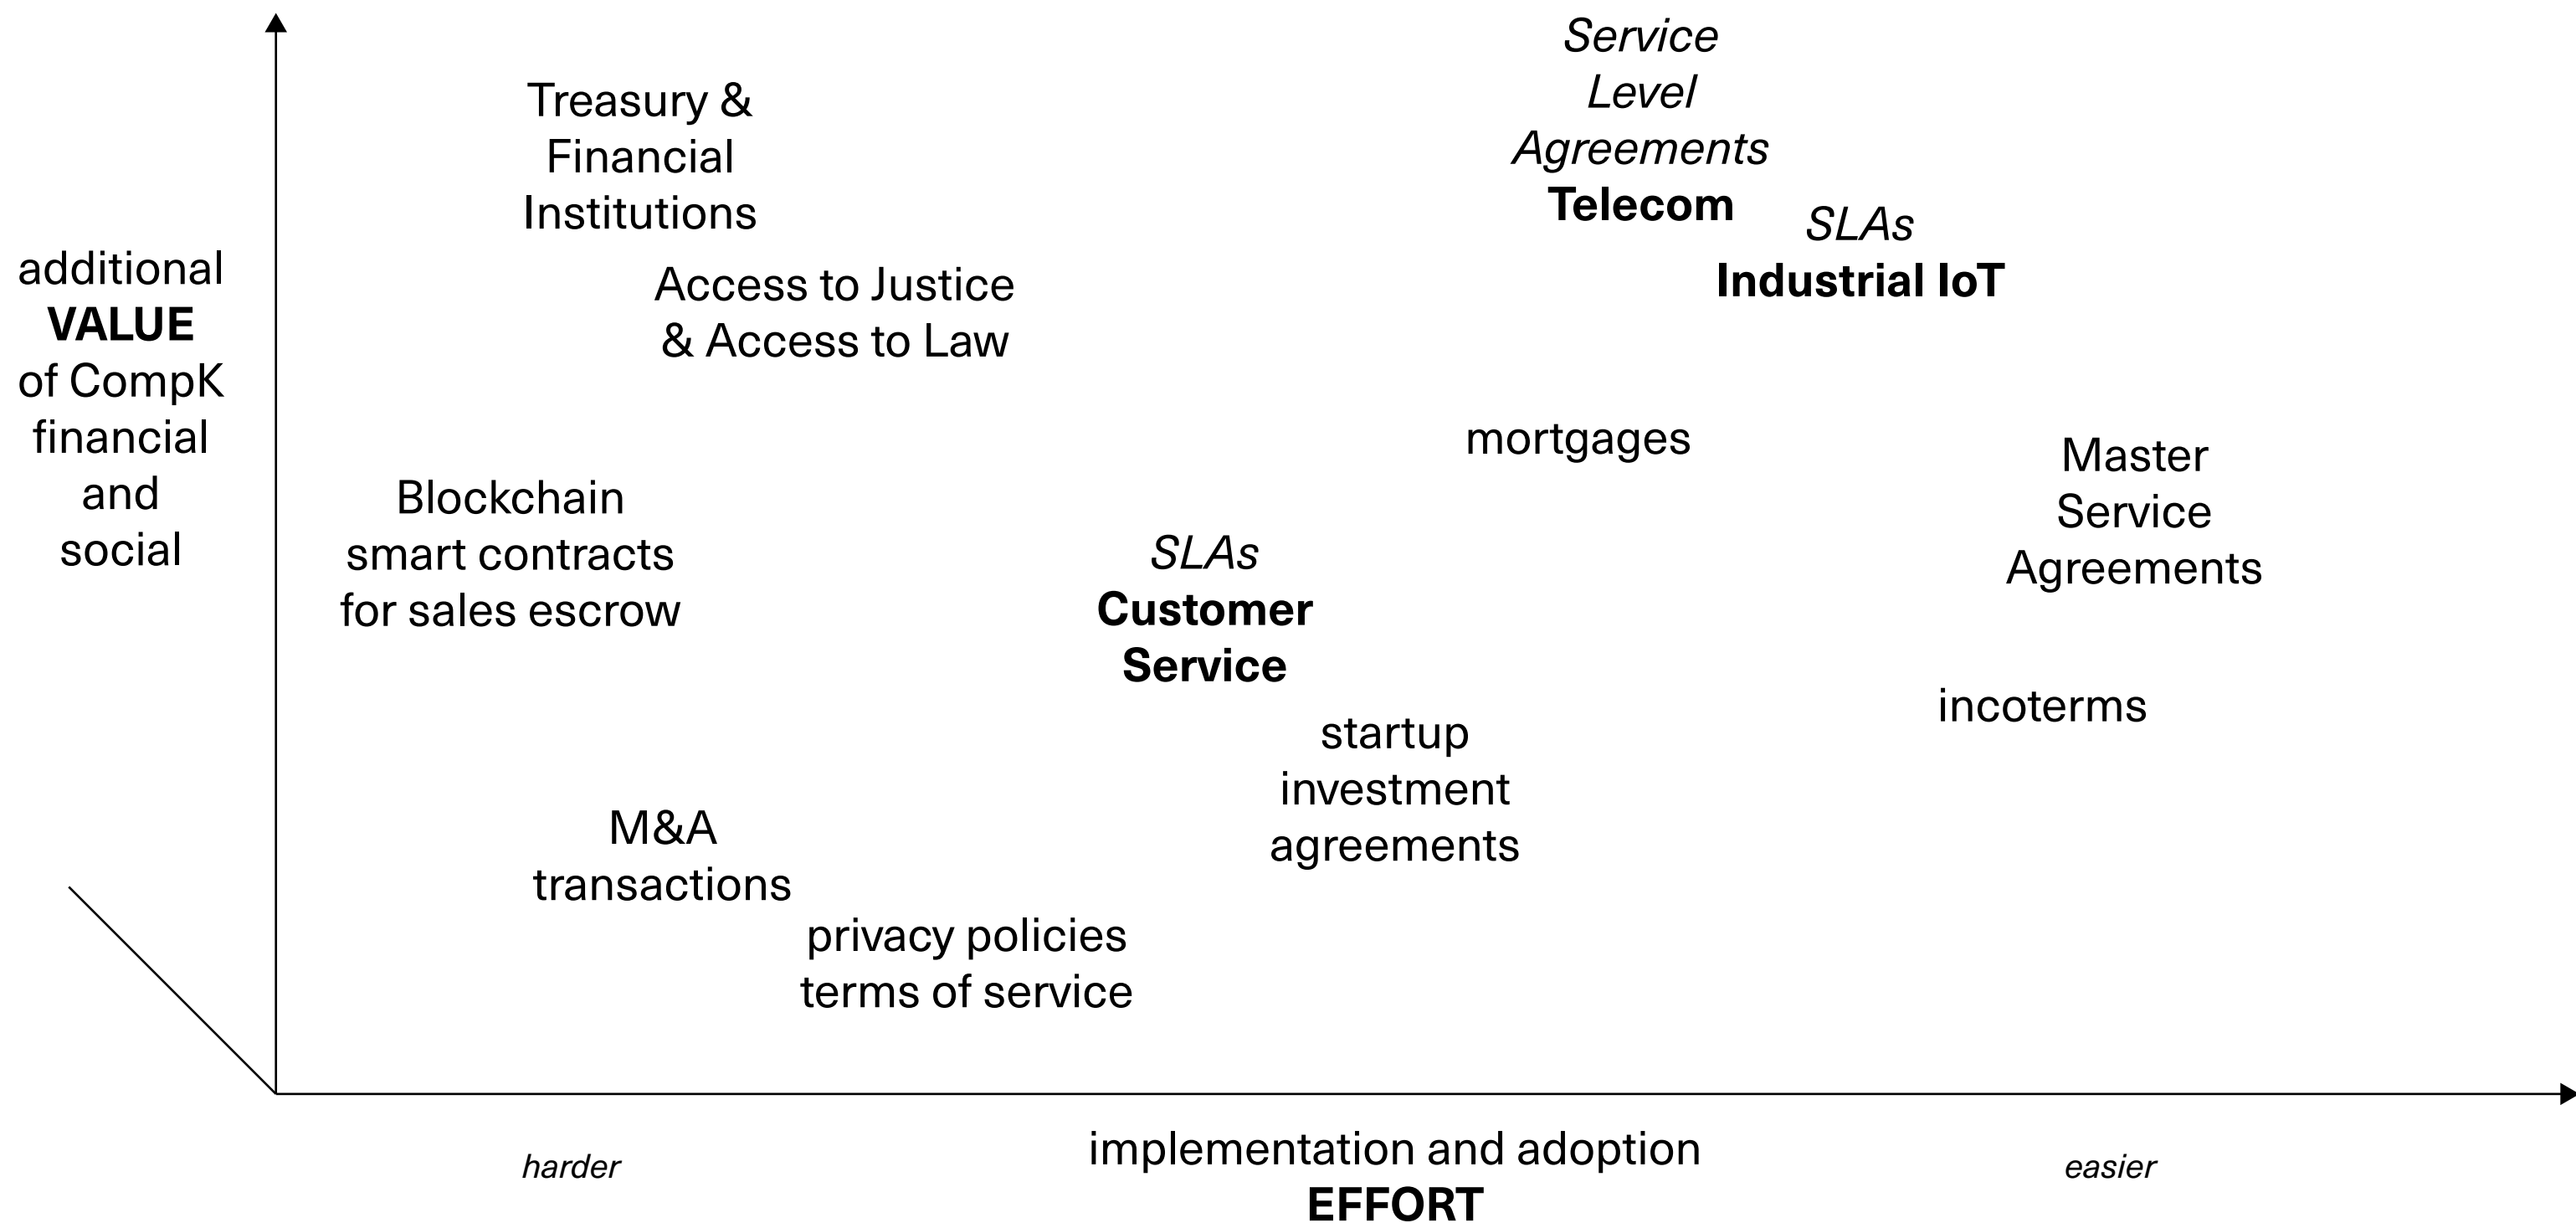 Service
Level
Agreements
Telecom
Treasury &
Financial
Institutions
SLAs
Industrial IoT
Access to Justice
& Access to Law
additional
VALUE
of CompK
financial
and
social
mortgages
Master
Service
Agreements
Blockchain
smart contracts
for sales escrow
SLAs
Customer
Service
incoterms
startup
investment
agreements
M&A
transactions
privacy policies
terms of service
harder
implementation and adoption
EFFORT
easier